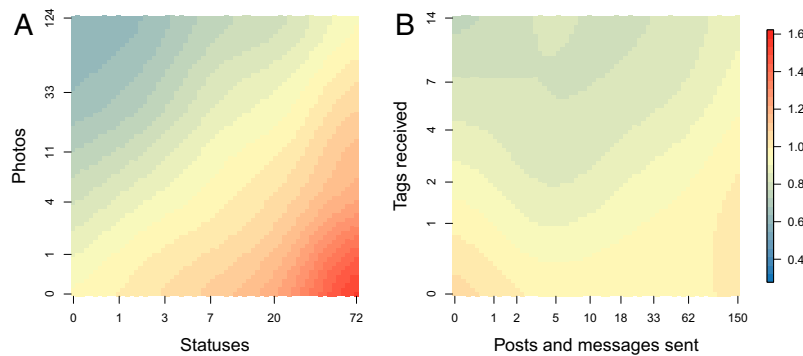 A
Photos
124
33
11
4
1
0
0 1 3 7 20 72
Statuses
B
Tags received
14
7
4
2
1
0
0 1 2 5 10 18 33 62 150
Posts and messages sent
1.6
1.4
1.2
1.0
0.8
0.6
0.4